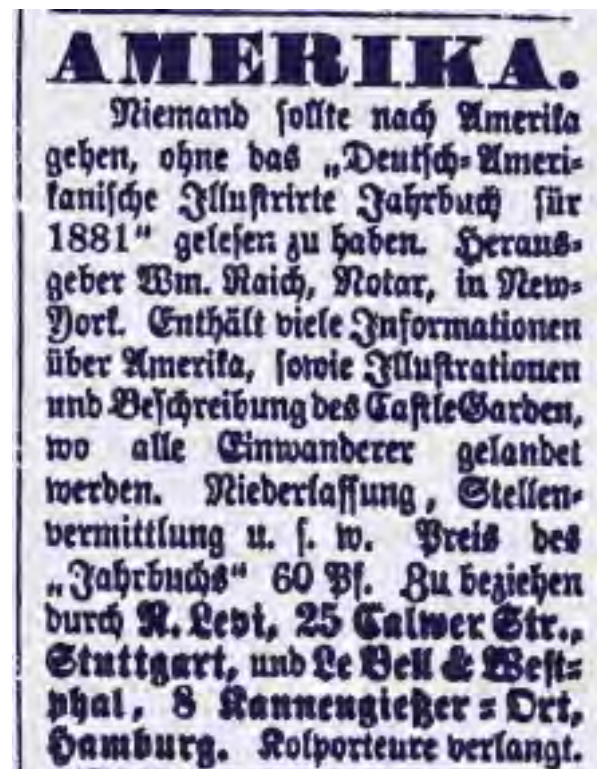 AMERIKA.
Niemand sollte nach Amerika
gehen, ohne das „Deutsch-Ameri-
kanische Illustrirte Jahrbuch für
1881“ gelesen zu haben. Heraus-
geber Wm. Raich, Notar, in New-
York. Enthält viele Informationen
über Amerika, sowie Illustrationen
und Beschreibung des Castle Garden,
wo alle Einwanderer gelandet
werden. Niederlassung, Stellen-
vermittlung u. s. w. Preis des
„Jahrbuchs“ 60 Pf. Zu beziehen
durch R. Levi, 25 Calwer Str.,
Stuttgart, und Le Bell & West-
phal, 8 Kannengießer-Ort,
Hamburg. Kolporteure verlangt.